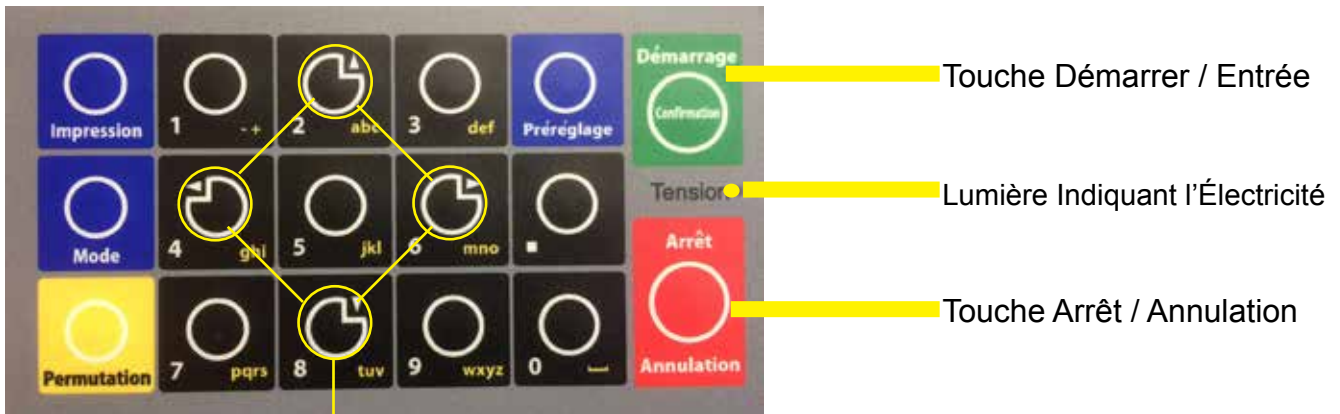 Démarrage
Confirmation
Touche Démarrer / Entrée
Impression
1 - +
2 abc
3 def
Préréglage
Tension
Lumière Indiquant l'Électricité
Mode
4 ghi
5 jkl
6 mno
Arrêt
Touche Arrêt / Annulation
Permutation
7 pqrs
8 tuv
9 wxyz
0
Annulation